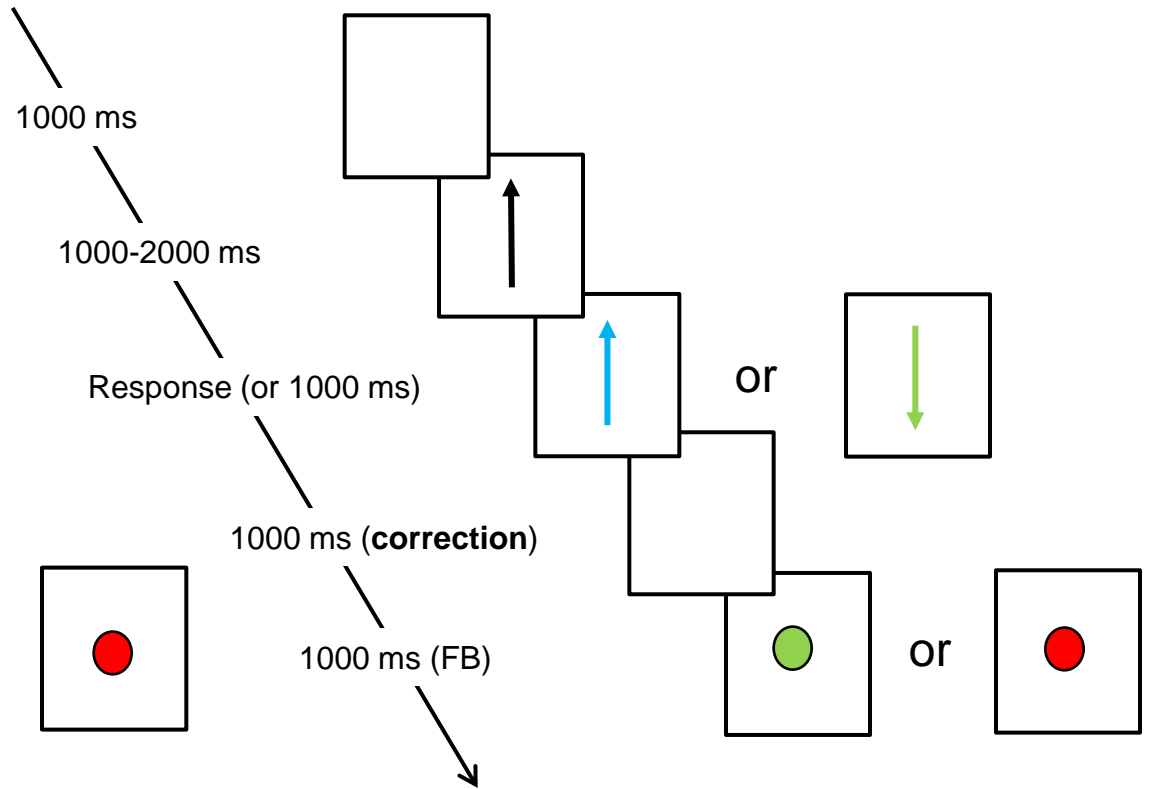 1000 ms
1000-2000 ms
Response (or 1000 ms)
or
1000 ms (correction)
1000 ms (FB)
or